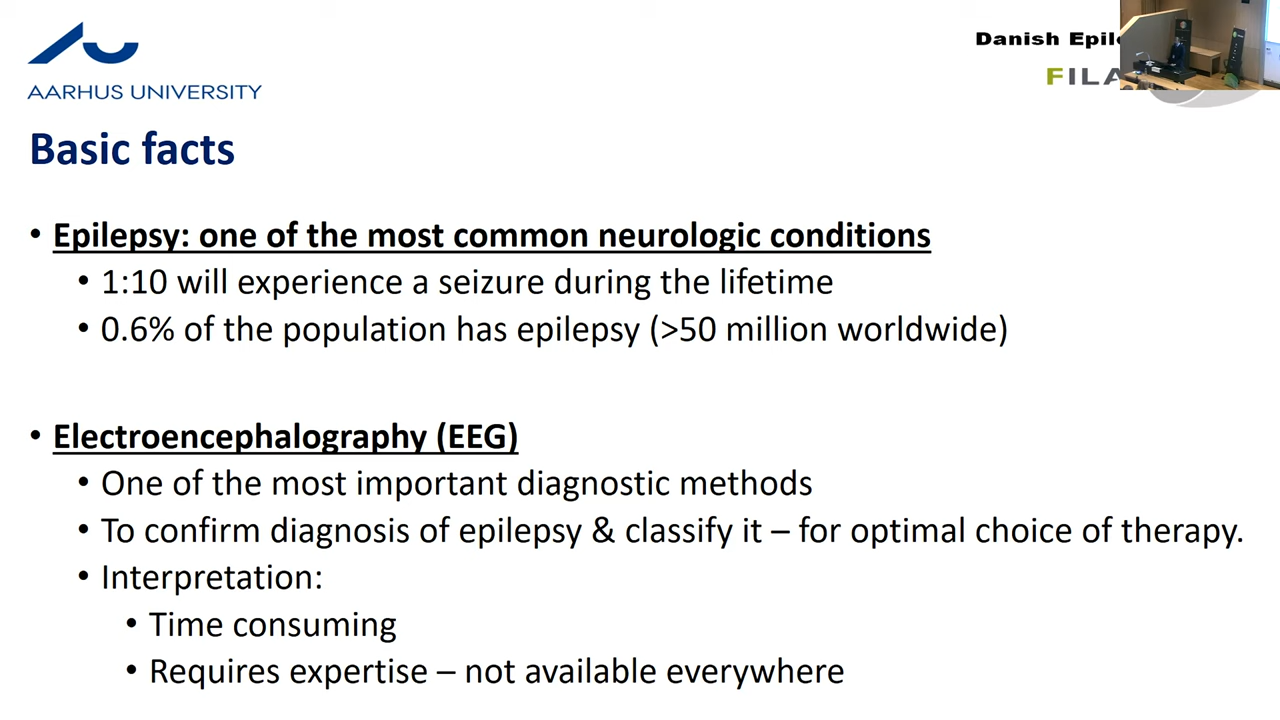 AARHUS UNIVERSITY
Danish Epil
FILA
Basic facts
• Epilepsy: one of the most common neurologic conditions
• 1:10 will experience a seizure during the lifetime
• 0.6% of the population has epilepsy (>50 million worldwide)
• Electroencephalography (EEG)
• One of the most important diagnostic methods
• To confirm diagnosis of epilepsy & classify it – for optimal choice of therapy.
• Interpretation:
• Time consuming
• Requires expertise – not available everywhere